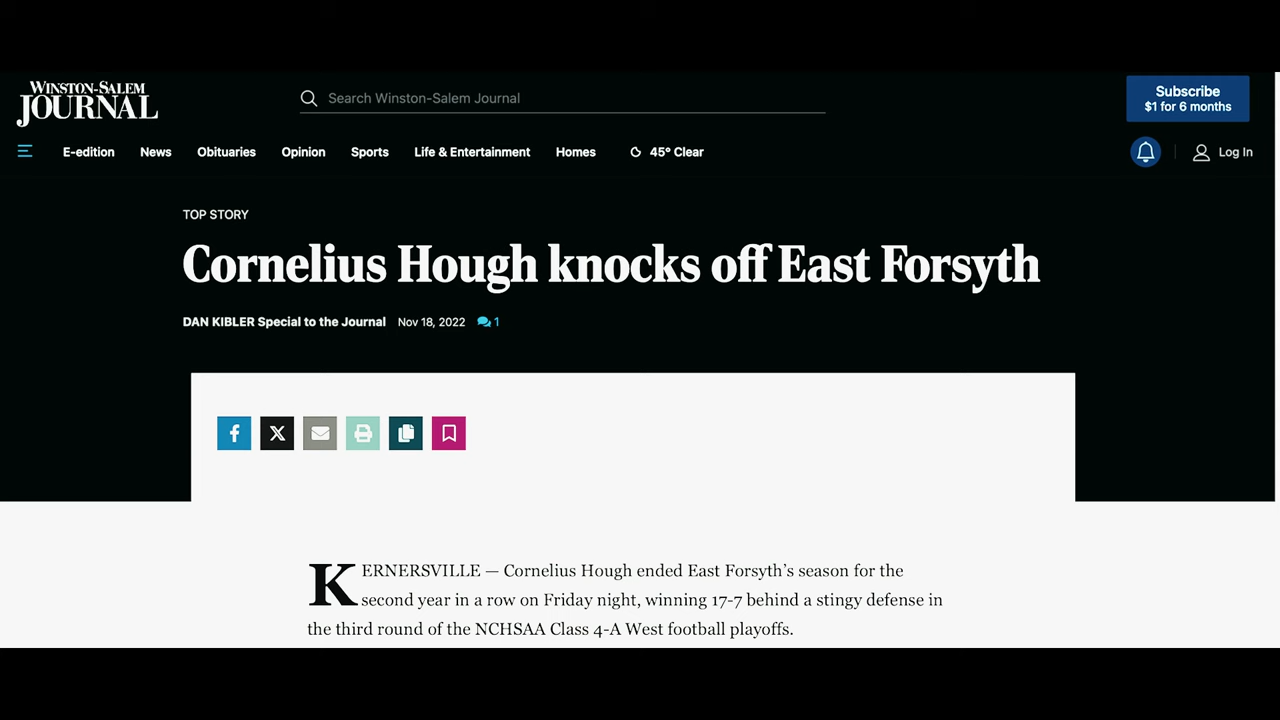 WINSTON-SALEM
JOURNAL
Search Winston-Salem Journal
Subscribe
$1 for 6 months
E-edition News Obituaries Opinion Sports Life & Entertainment Homes 45° Clear Log In
TOP STORY
Cornelius Hough knocks off East Forsyth
DAN KIBLER Special to the Journal Nov 18, 2022 1
KERNERSVILLE — Cornelius Hough ended East Forsyth’s season for the
second year in a row on Friday night, winning 17-7 behind a stingy defense in
the third round of the NCHSAA Class 4-A West football playoffs.